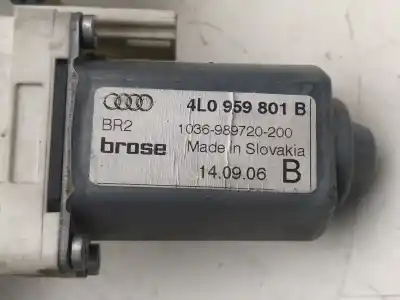 4L0 959 801 B
BR2 1036-989720-200
brose Made in Slovakia
14.09.06 B